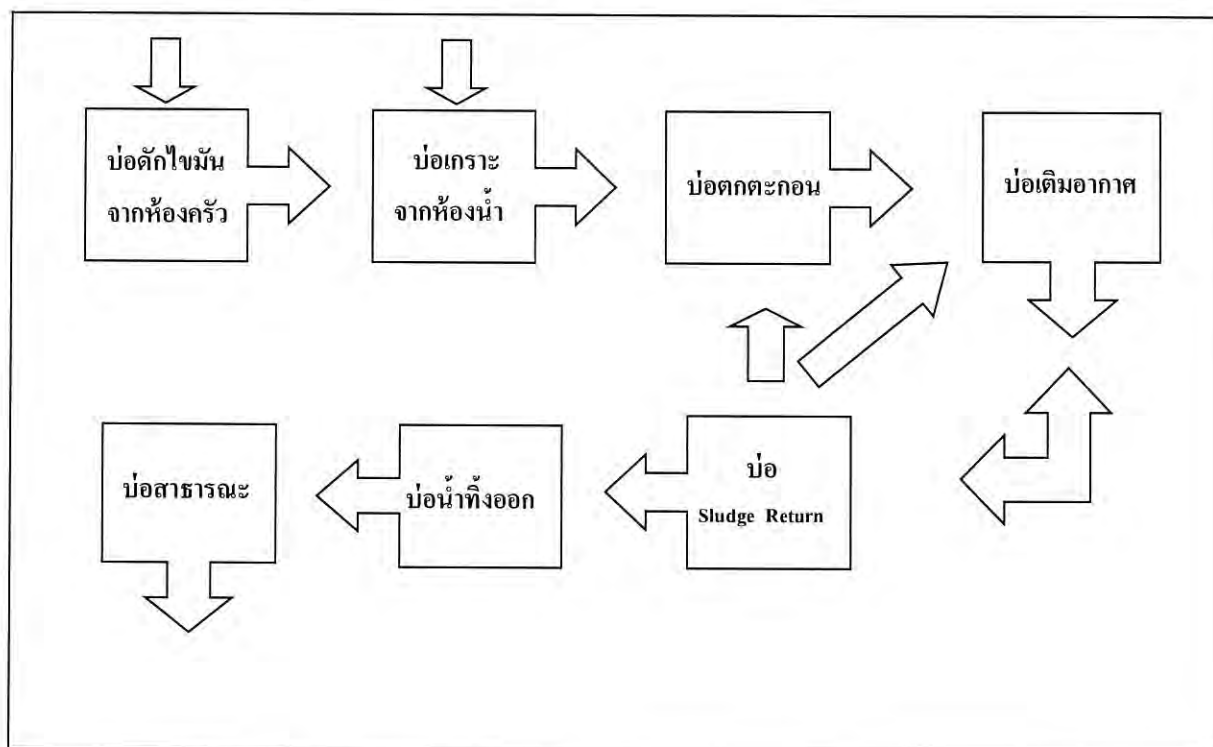 บ่อดักไขมัน
จากห้องครัว
บ่อเกราะ
จากห้องน้ำ
บ่อตกตะกอน
บ่อเติมอากาศ
บ่อสาธารณะ
บ่อน้ำทิ้งออก
บ่อ
Sludge Return